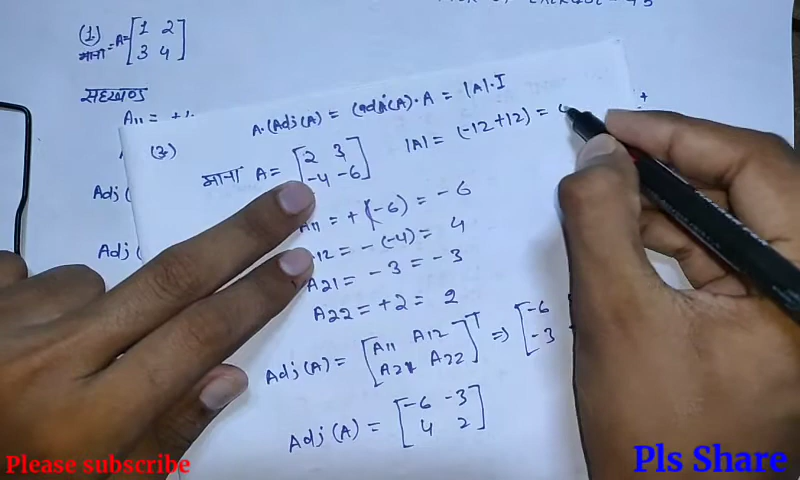 (1.)
माना = A = [1 2
3 4]
सहखण्ड
A11 = +
Adj(
Adj(
A.(Adj(A) = (adj(A).A = |A|.I
(3)
माना A = [2 3
-4 -6]
|A| = (-12+12) =
A11 = +(-6) = -6
12 = -(-4) = 4
A21 = -3 = -3
A22 = +2 = 2
Adj(A) = [A11 A12
A21 A22]T ⇒ [-6
-3
Adj(A) = [-6 -3
4 2]
Please subscribe
Pls Share